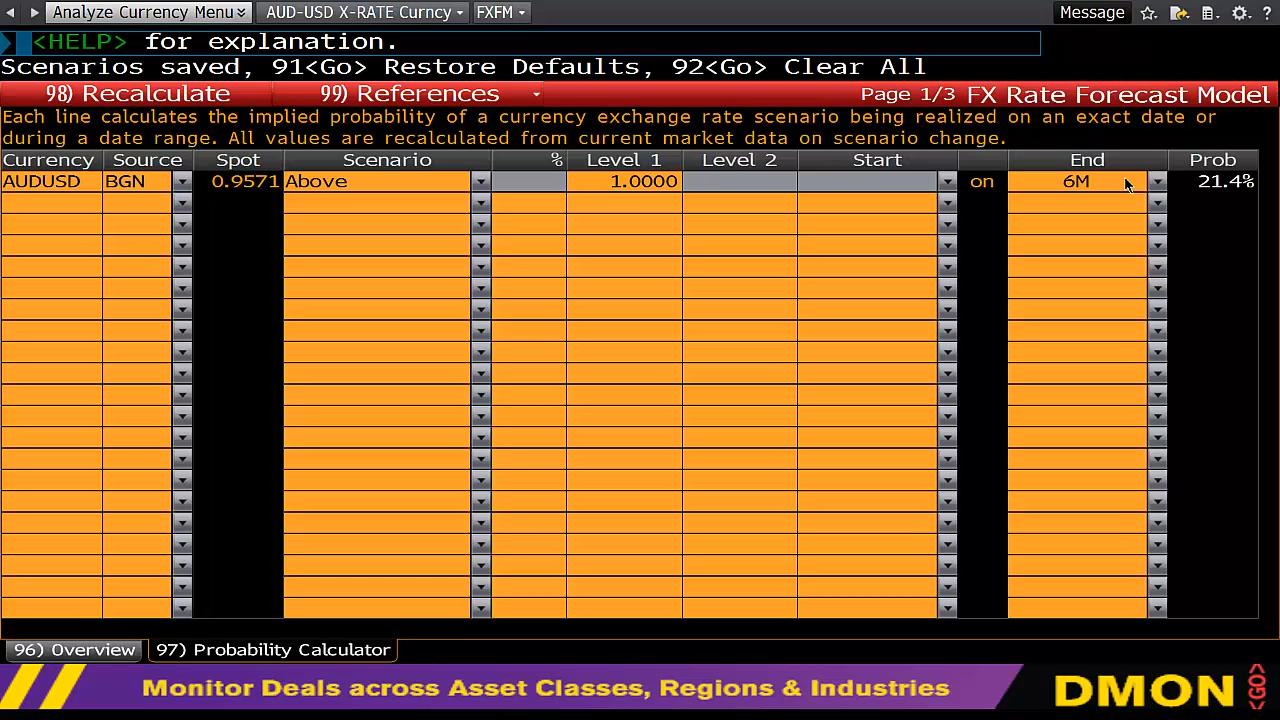 Analyze Currency Menu AUD-USD X-RATE Curncy FXFM Message ?
<HELP> for explanation.
Scenarios saved, 91<Go> Restore Defaults, 92<Go> Clear All
98) Recalculate 99) References Page 1/3 FX Rate Forecast Model
Each line calculates the implied probability of a currency exchange rate scenario being realized on an exact date or
during a date range. All values are recalculated from current market data on scenario change.
Currency Source Spot Scenario % Level 1 Level 2 Start End Prob
AUDUSD BGN 0.9571 Above 1.0000 on 6M 21.4%
96) Overview 97) Probability Calculator
Monitor Deals across Asset Classes, Regions & Industries DMON <GO>